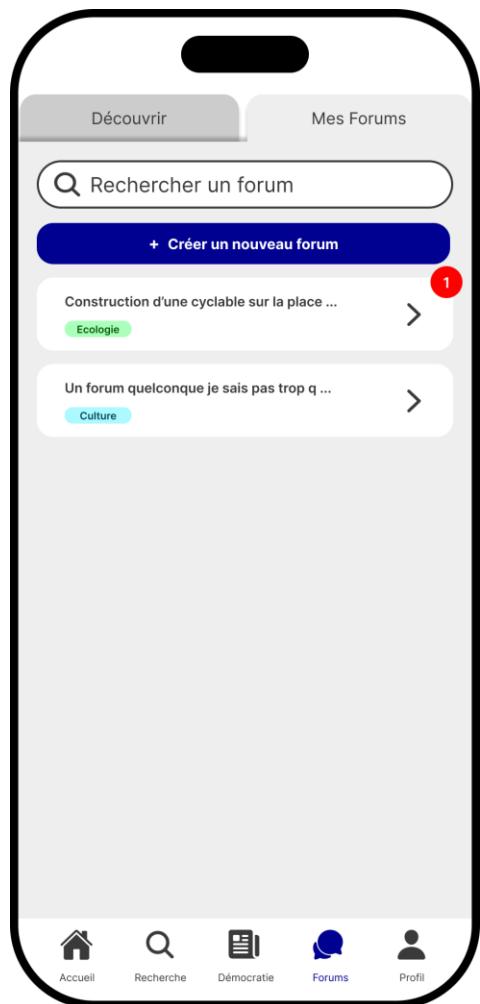 Découvrir
Mes Forums
Rechercher un forum
+ Créer un nouveau forum
1
Construction d'une cyclable sur la place ...
Ecologie
Un forum quelconque je sais pas trop q ...
Culture
Accueil
Recherche
Démocratie
Forums
Profil